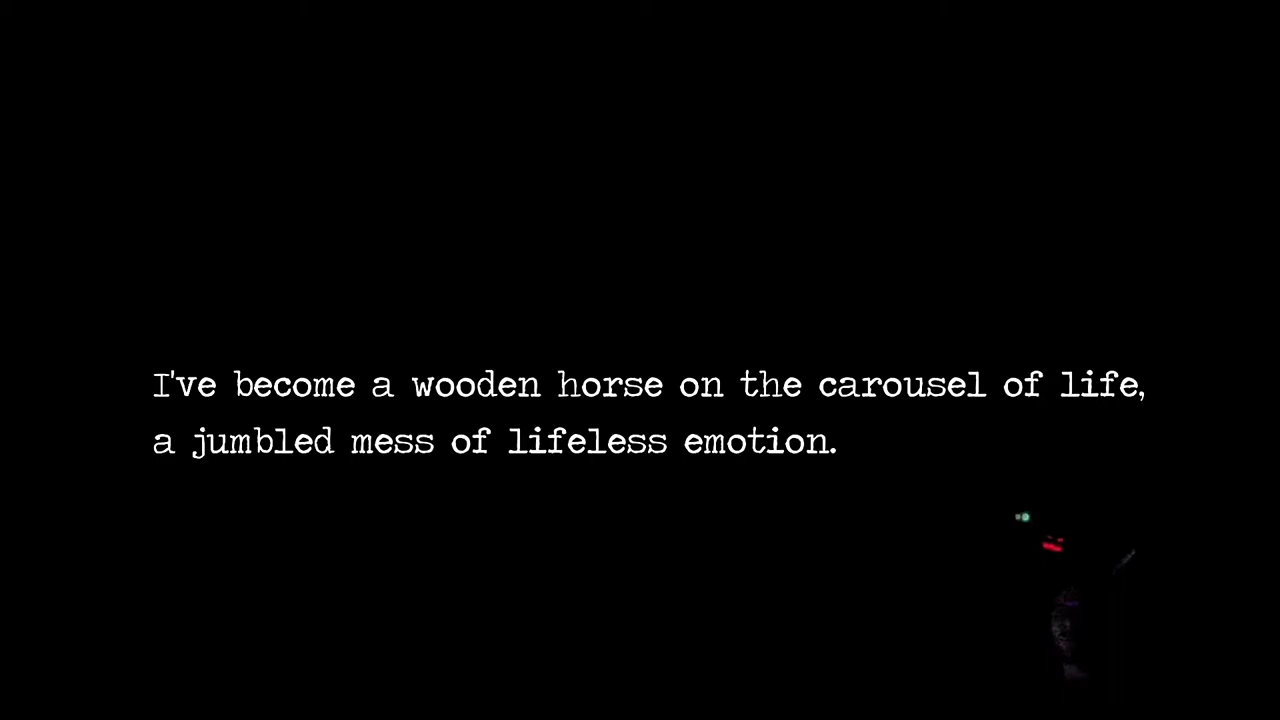 I've become a wooden horse on the carousel of life,
a jumbled mess of lifeless emotion.